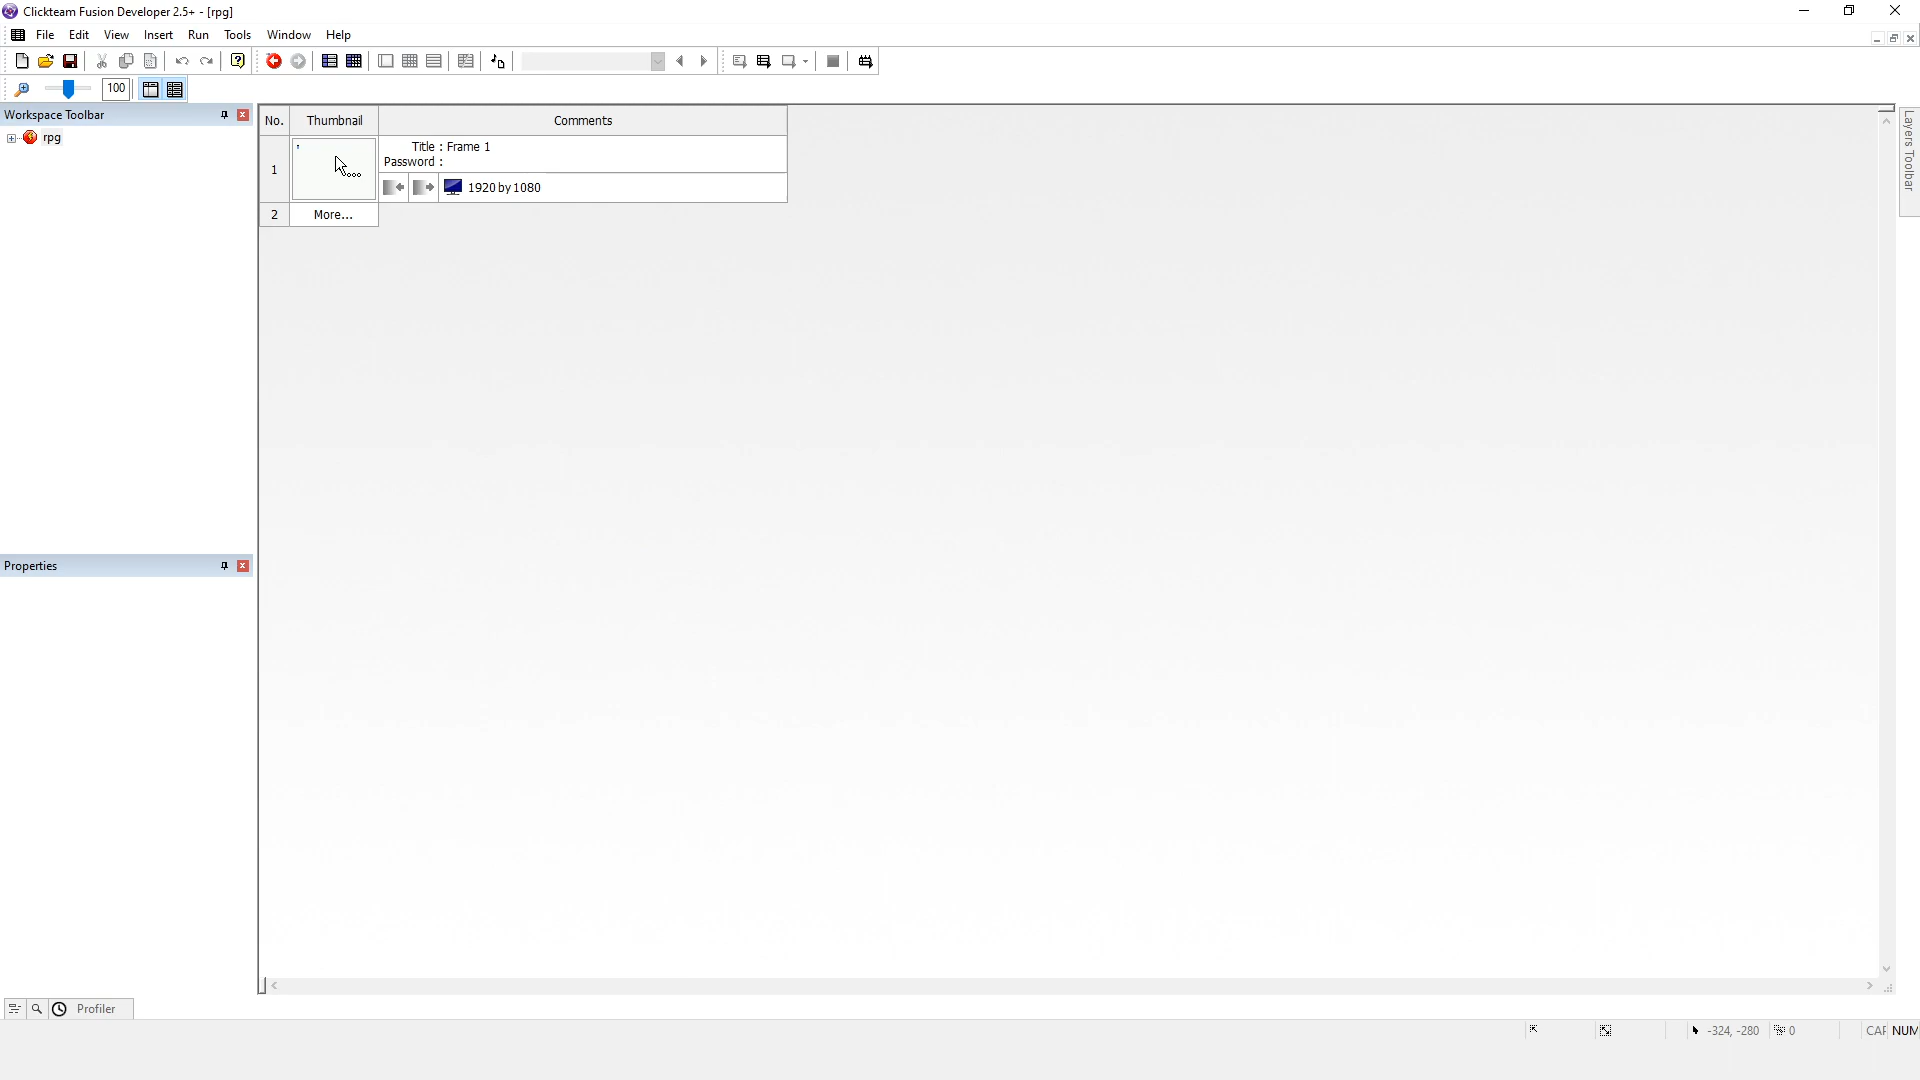 Clickteam Fusion Developer 2.5+ - [rpg]
File Edit View Insert Run Tools Window Help
100
Workspace Toolbar
rpg
No. Thumbnail Comments
1
Title : Frame 1
Password :
1920 by 1080
2 More...
Layers Toolbar
Properties
Profiler
-324, -280 0 CAP NUM